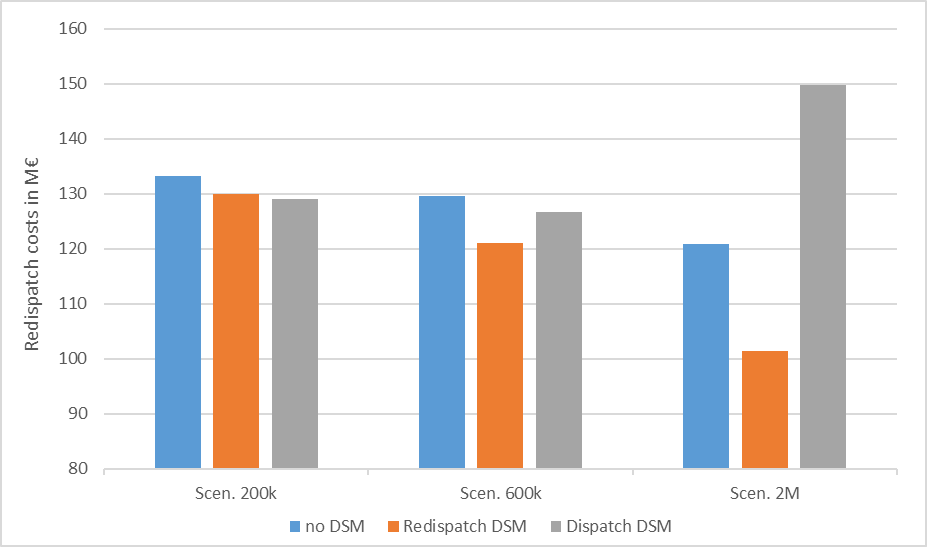 Redispatch costs in M€
160
150
140
130
120
110
100
90
80
Scen. 200k
Scen. 600k
Scen. 2M
no DSM
Redispatch DSM
Dispatch DSM